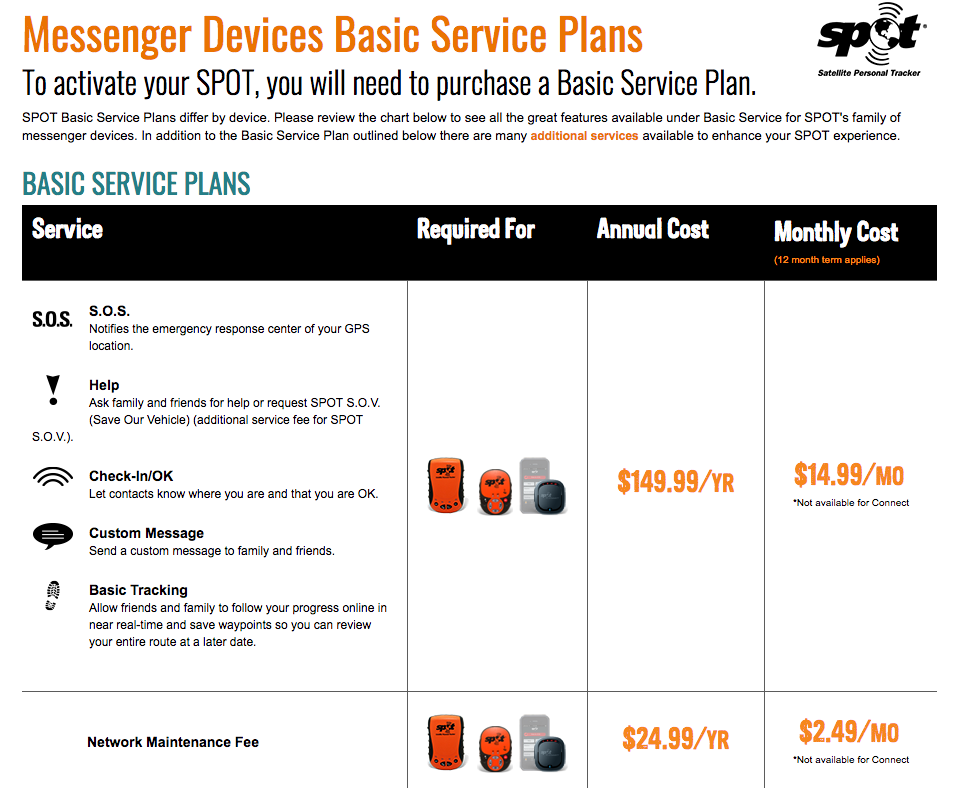 Messenger Devices Basic Service Plans
spot
Satellite Personal Tracker
To activate your SPOT, you will need to purchase a Basic Service Plan.
SPOT Basic Service Plans differ by device. Please review the chart below to see all the great features available under Basic Service for SPOT's family of
messenger devices. In addition to the Basic Service Plan outlined below there are many additional services available to enhance your SPOT experience.
BASIC SERVICE PLANS
Service Required For Annual Cost Monthly Cost
(12 month term applies)
S.O.S. S.O.S.
Notifies the emergency response center of your GPS
location.
Help
Ask family and friends for help or request SPOT S.O.V.
(Save Our Vehicle) (additional service fee for SPOT
S.O.V.).
Check-In/OK
Let contacts know where you are and that you are OK.
Custom Message
Send a custom message to family and friends.
Basic Tracking
Allow friends and family to follow your progress online in
near real-time and save waypoints so you can review
your entire route at a later date.
spot spot
$149.99/YR $14.99/MO
*Not available for Connect
Network Maintenance Fee
spot spot
$24.99/YR $2.49/MO
*Not available for Connect